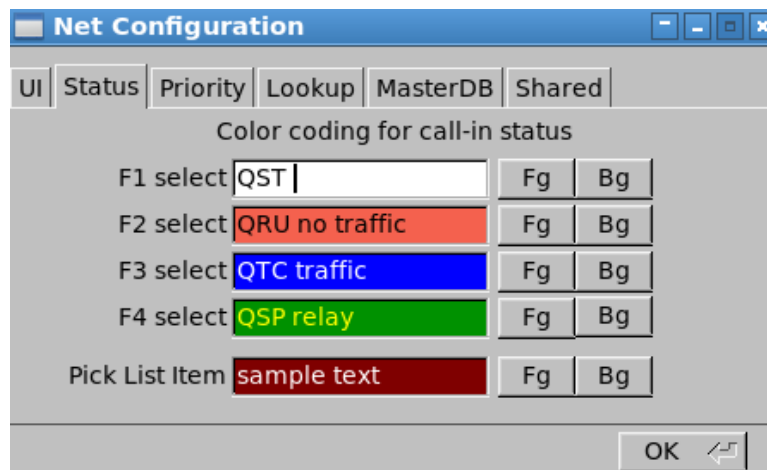 Net Configuration
UI Status Priority Lookup MasterDB Shared
Color coding for call-in status
F1 select QST Fg Bg
F2 select QRU no traffic Fg Bg
F3 select QTC traffic Fg Bg
F4 select QSP relay Fg Bg
Pick List Item sample text Fg Bg
OK